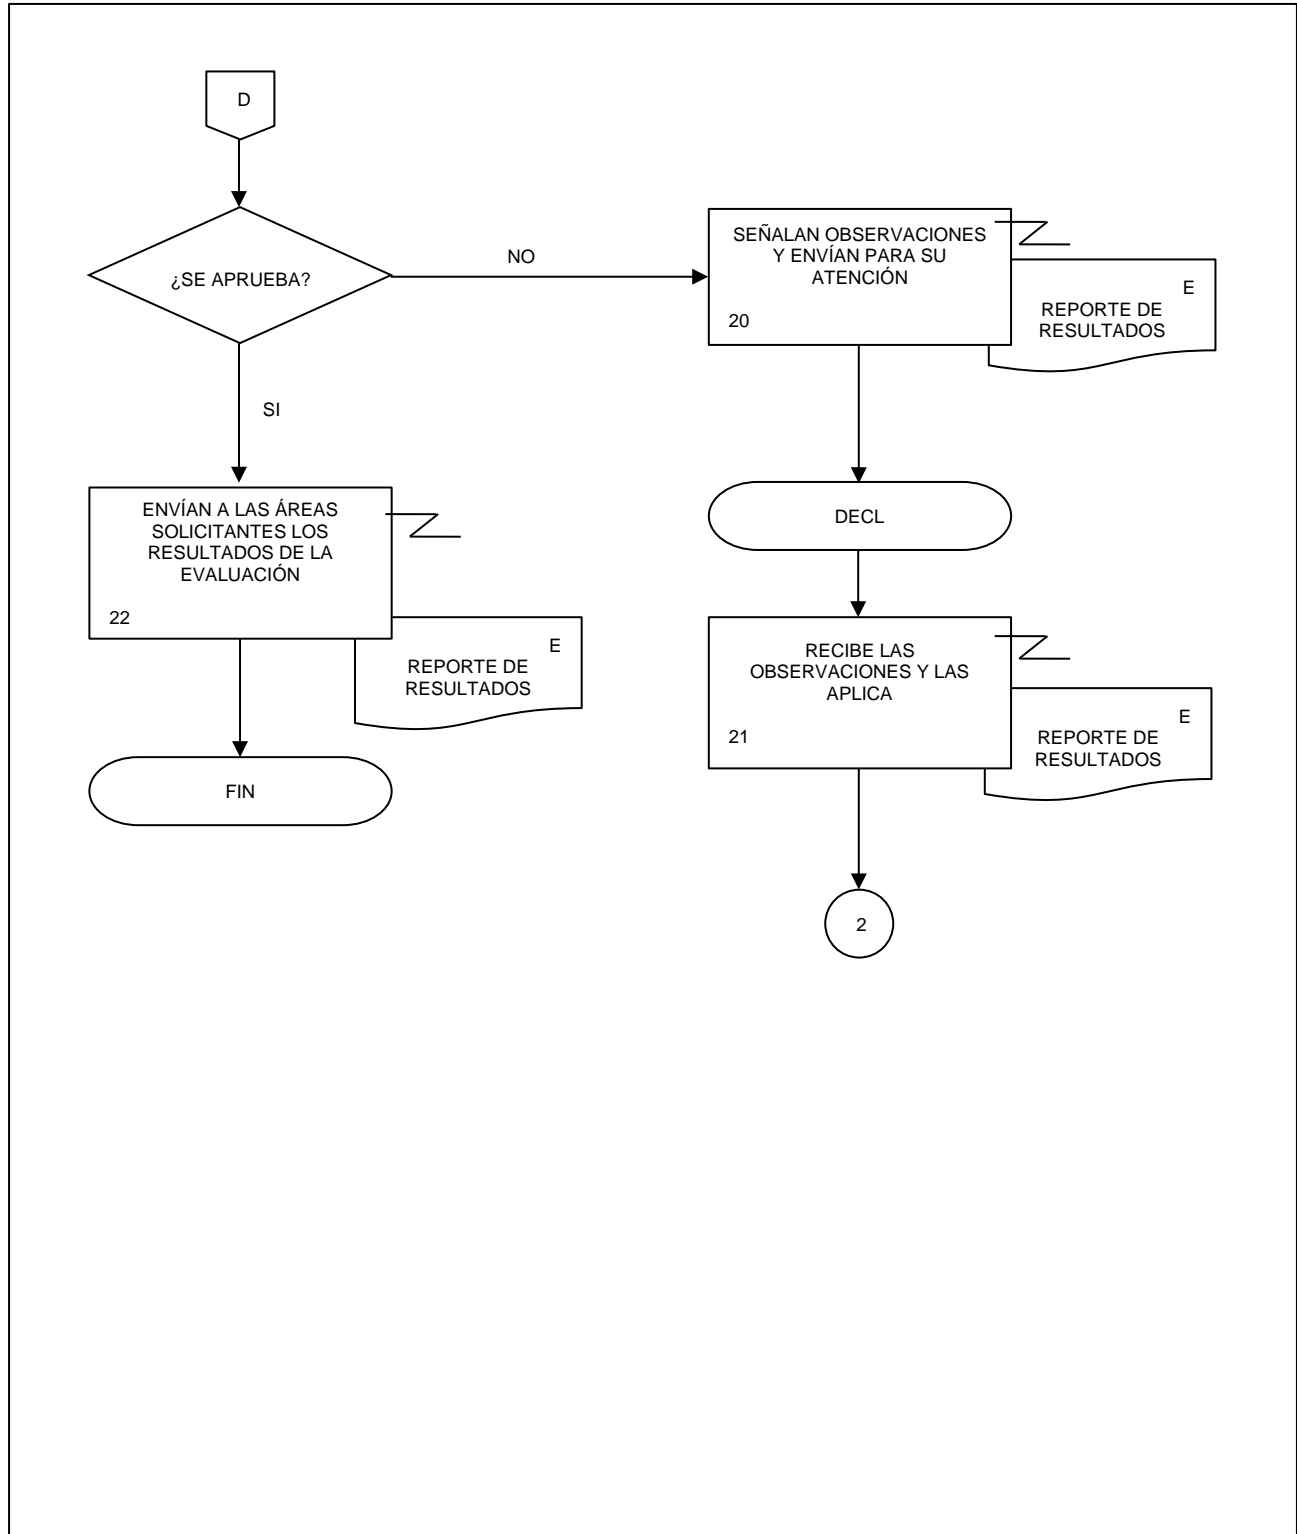 D
¿SE APRUEBA?
NO
SEÑALAN OBSERVACIONES
Y ENVÍAN PARA SU
ATENCIÓN
20
E
REPORTE DE
RESULTADOS
SI
ENVÍAN A LAS ÁREAS
SOLICITANTES LOS
RESULTADOS DE LA
EVALUACIÓN
22
E
REPORTE DE
RESULTADOS
FIN
DECL
RECIBE LAS
OBSERVACIONES Y LAS
APLICA
21
E
REPORTE DE
RESULTADOS
2